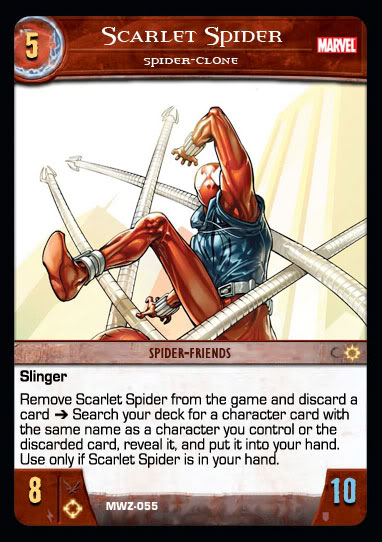 5
Scarlet Spider
MARVEL
Spider-Clone
SPIDER-FRIENDS
C
Slinger
Remove Scarlet Spider from the game and discard a
card ➔ Search your deck for a character card with
the same name as a character you control or the
discarded card, reveal it, and put it into your hand.
Use only if Scarlet Spider is in your hand.
8
MWZ-055
10